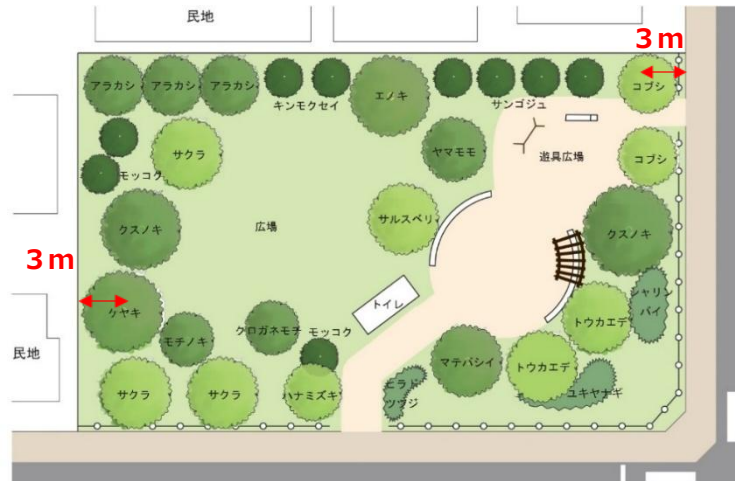 民地
3m
アラカシ
アラカシ
アラカシ
キンモクセイ
エノキ
サンゴジュ
コブシ
サクラ
ヤマモモ
遊具広場
コブシ
モッコク
クスノキ
広場
サルスベリ
クスノキ
3m
ケヤキ
トイレ
シャリン
バイ
モチノキ
クロガネモチ
モッコク
トウカエデ
民地
マテバシイ
トウカエデ
サクラ
サクラ
ハナミズキ
ヒラド
ツツジ
ユキヤナギ